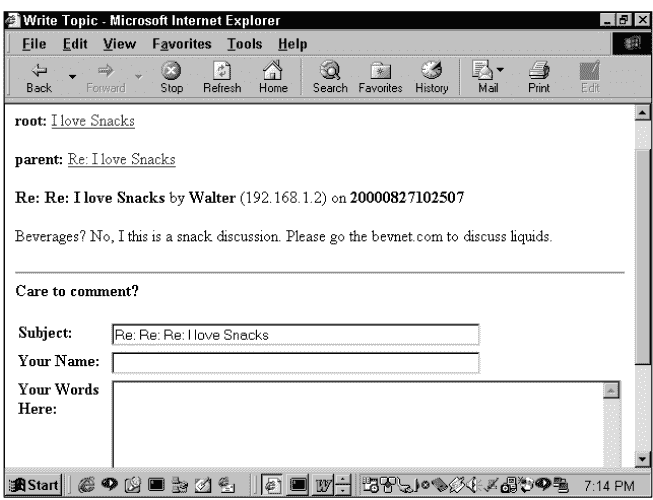 Write Topic - Microsoft Internet Explorer
File Edit View Favorites Tools Help
Back Forward Stop Refresh Home Search Favorites History Mail Print Edit
root: I love Snacks
parent: Re: I love Snacks
Re: Re: I love Snacks by Walter (192.168.1.2) on 20000827102507
Beverages? No, I this is a snack discussion. Please go the bevnet.com to discuss liquids.
Care to comment?
Subject: Re: Re: Re: I love Snacks
Your Name:
Your Words
Here:
Start 7:14 PM